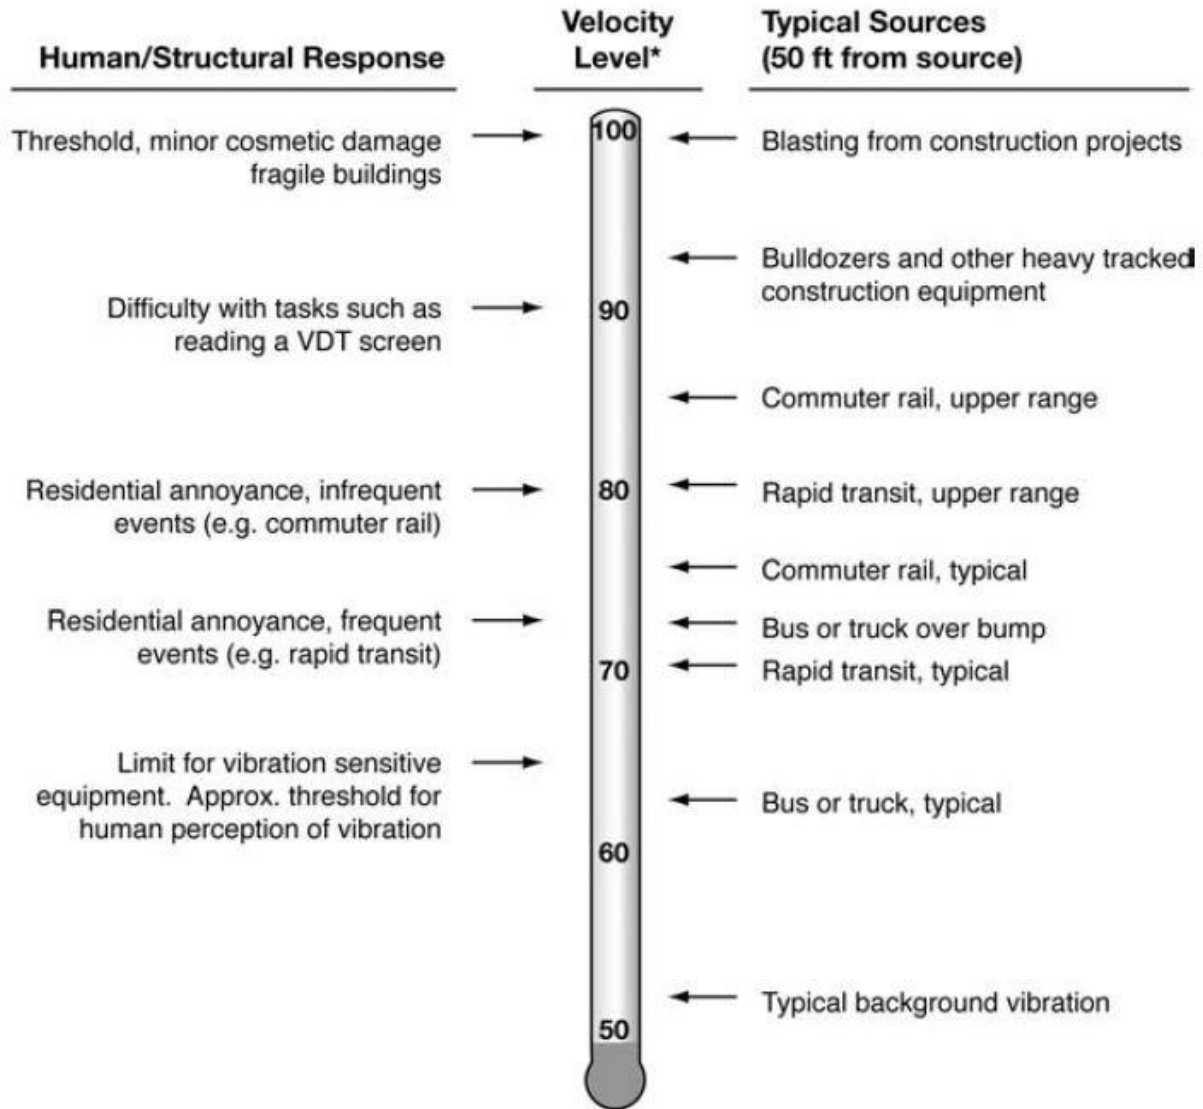 Human/Structural Response
Velocity
Level*
Typical Sources
(50 ft from source)
Threshold, minor cosmetic damage
fragile buildings
100
Blasting from construction projects
Bulldozers and other heavy tracked
construction equipment
Difficulty with tasks such as
reading a VDT screen
90
Commuter rail, upper range
Residential annoyance, infrequent
events (e.g. commuter rail)
80
Rapid transit, upper range
Commuter rail, typical
Residential annoyance, frequent
events (e.g. rapid transit)
Bus or truck over bump
70
Rapid transit, typical
Limit for vibration sensitive
equipment. Approx. threshold for
human perception of vibration
Bus or truck, typical
60
Typical background vibration
50